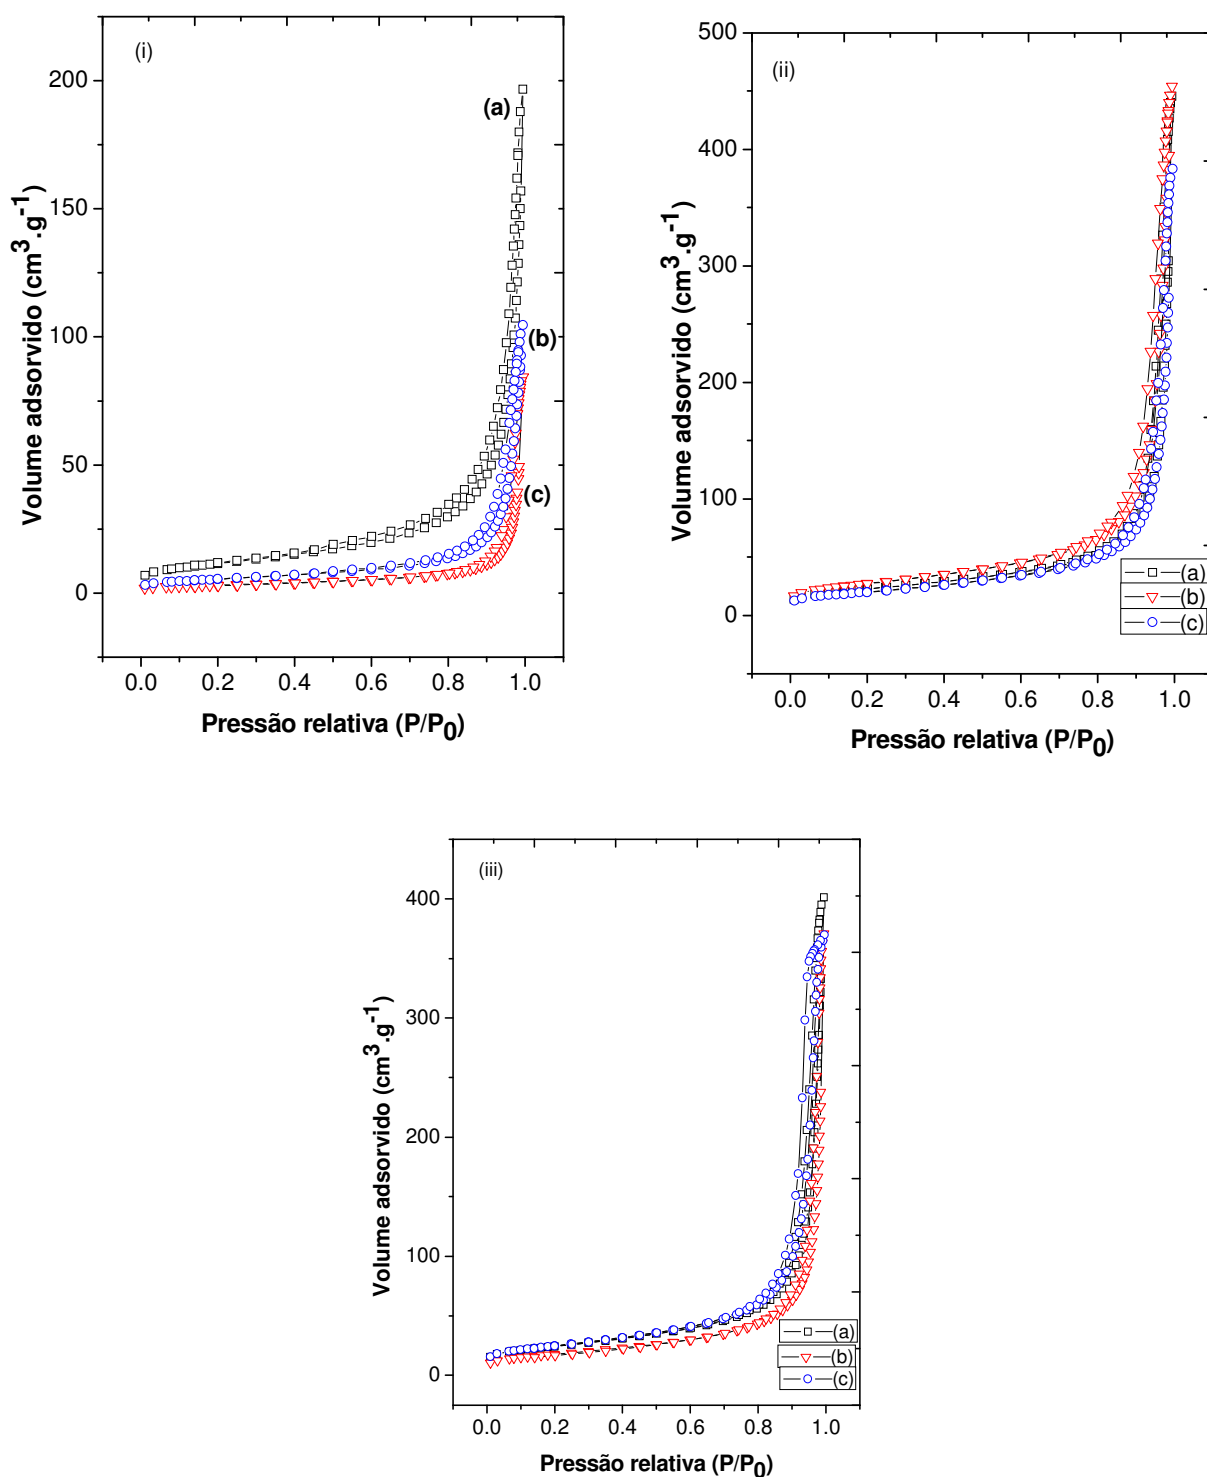 (i)
200
150
100
50
0
(a)
(b)
(c)
Volume adsorvido (cm3.g-1)
0.0 0.2 0.4 0.6 0.8 1.0
Pressão relativa (P/P0)
(ii)
500
400
300
200
100
0
Volume adsorvido (cm3.g-1)
(a)
(b)
(c)
0.0 0.2 0.4 0.6 0.8 1.0
Pressão relativa (P/P0)
(iii)
400
300
200
100
0
Volume adsorvido (cm3.g-1)
(a)
(b)
(c)
0.0 0.2 0.4 0.6 0.8 1.0
Pressão relativa (P/P0)